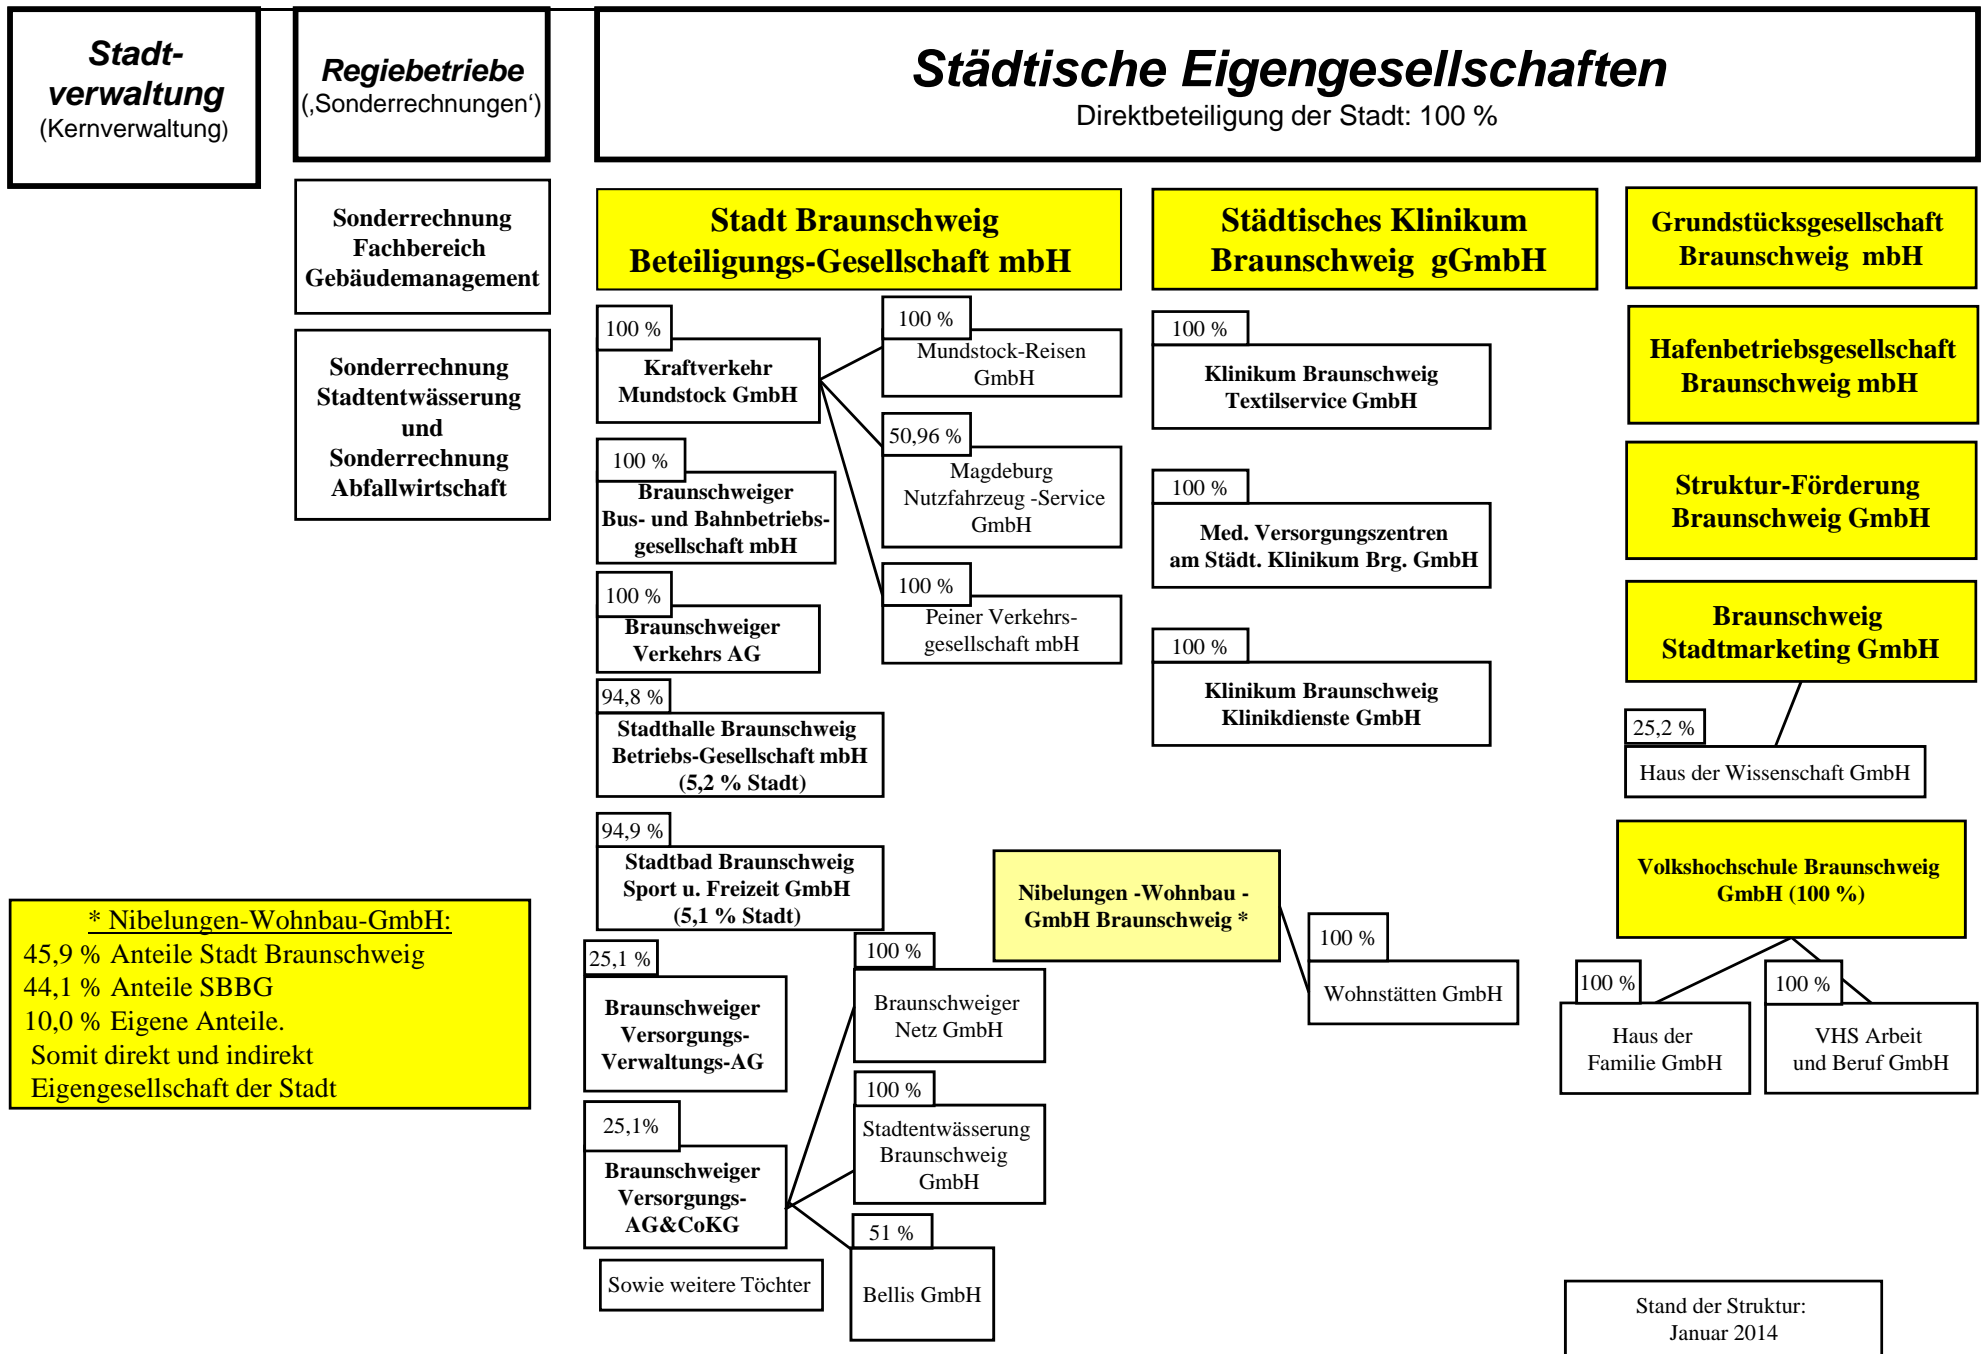 Stadt-
verwaltung
(Kernverwaltung)
Regiebetriebe
(‚Sonderrechnungen‘)
Städtische Eigengesellschaften
Direktbeteiligung der Stadt: 100 %
Sonderrechnung
Fachbereich
Gebäudemanagement
Sonderrechnung
Stadtentwässerung
und
Sonderrechnung
Abfallwirtschaft
Stadt Braunschweig
Beteiligungs-Gesellschaft mbH
100 %
Kraftverkehr
Mundstock GmbH
100 %
Mundstock-Reisen
GmbH
50,96 %
Magdeburg
Nutzfahrzeug -Service
GmbH
100 %
Peiner Verkehrs-
gesellschaft mbH
100 %
Braunschweiger
Bus- und Bahnbetriebs-
gesellschaft mbH
100 %
Braunschweiger
Verkehrs AG
94,8 %
Stadthalle Braunschweig
Betriebs-Gesellschaft mbH
(5,2 % Stadt)
94,9 %
Stadtbad Braunschweig
Sport u. Freizeit GmbH
(5,1 % Stadt)
25,1 %
Braunschweiger
Versorgungs-
Verwaltungs-AG
25,1%
Braunschweiger
Versorgungs-
AG&CoKG
Sowie weitere Töchter
100 %
Braunschweiger
Netz GmbH
100 %
Stadtentwässerung
Braunschweig
GmbH
51 %
Bellis GmbH
Städtisches Klinikum
Braunschweig gGmbH
100 %
Klinikum Braunschweig
Textilservice GmbH
100 %
Med. Versorgungszentren
am Städt. Klinikum Brg. GmbH
100 %
Klinikum Braunschweig
Klinikdienste GmbH
Nibelungen -Wohnbau -
GmbH Braunschweig *
100 %
Wohnstätten GmbH
Grundstücksgesellschaft
Braunschweig mbH
Hafenbetriebsgesellschaft
Braunschweig mbH
Struktur-Förderung
Braunschweig GmbH
Braunschweig
Stadtmarketing GmbH
25,2 %
Haus der Wissenschaft GmbH
Volkshochschule Braunschweig
GmbH (100 %)
100 %
Haus der
Familie GmbH
100 %
VHS Arbeit
und Beruf GmbH
* Nibelungen-Wohnbau-GmbH:
45,9 % Anteile Stadt Braunschweig
44,1 % Anteile SBBG
10,0 % Eigene Anteile.
Somit direkt und indirekt
Eigengesellschaft der Stadt
Stand der Struktur:
Januar 2014